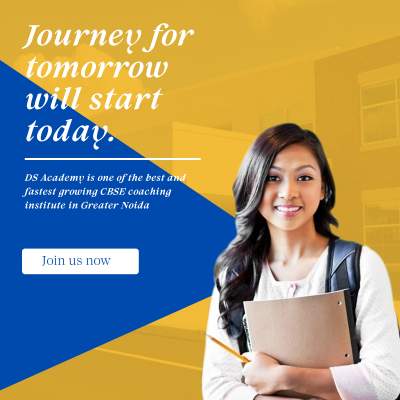 Journey for
tomorrow
will start
today.
DS Academy is one of the best and
fastest growing CBSE coaching
institute in Greater Noida
Join us now